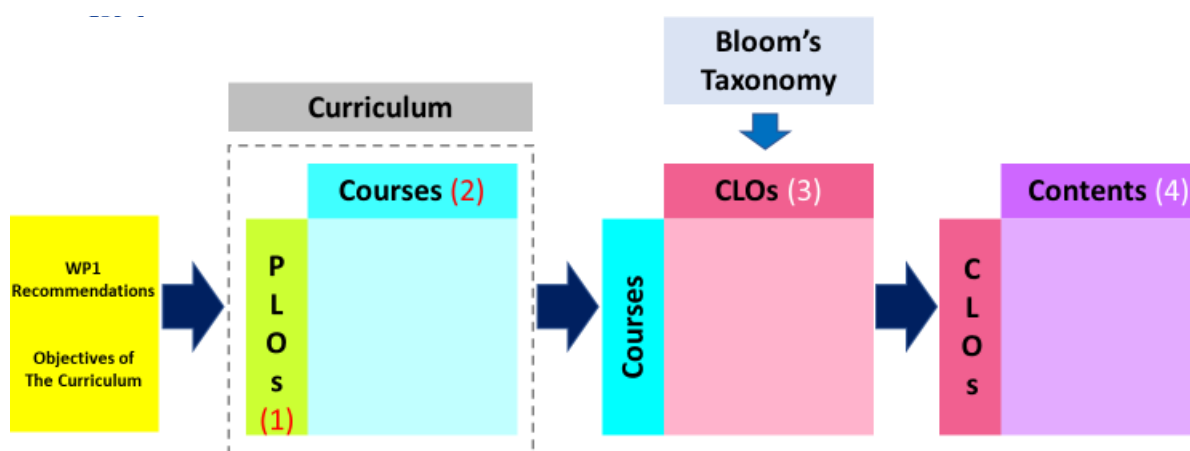 Bloom's
Taxonomy
Curriculum
Courses (2)
CLOs (3)
Contents (4)
WP1
Recommendations
Objectives of
The Curriculum
P
L
O
s
(1)
Courses
C
L
O
s